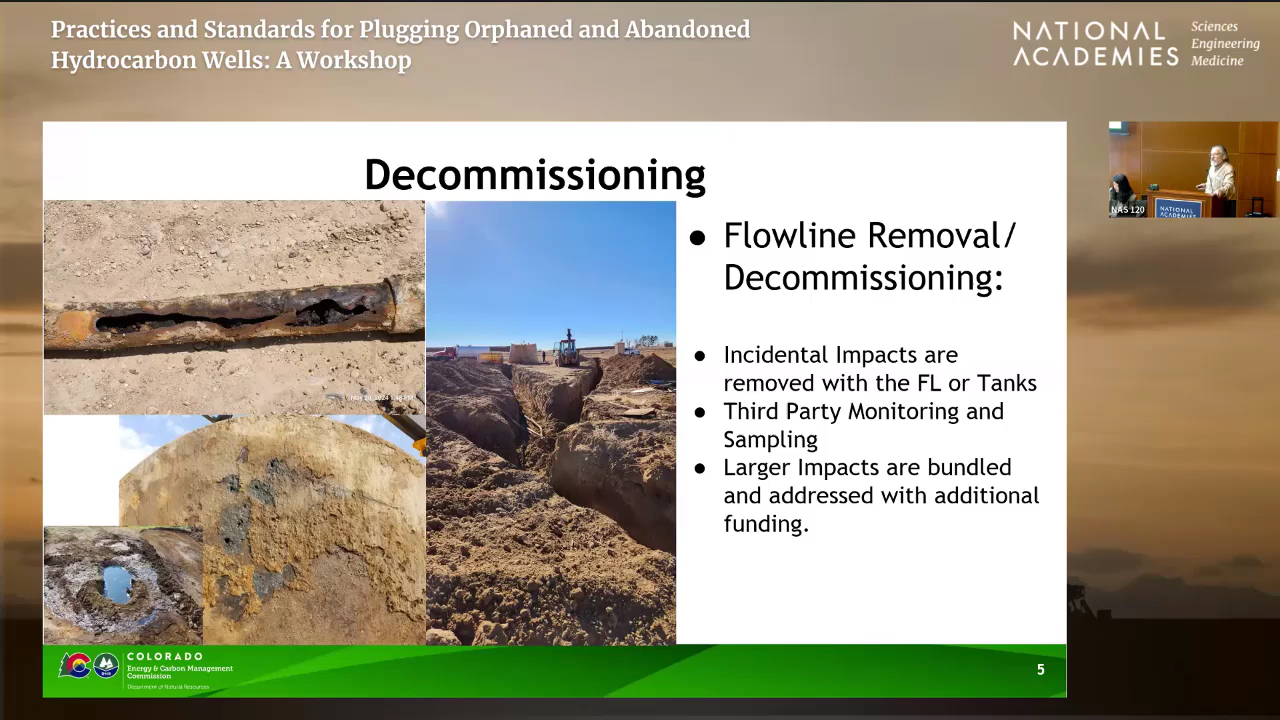 Practices and Standards for Plugging Orphaned and Abandoned
Hydrocarbon Wells: A Workshop
NATIONAL
ACADEMIES
Sciences
Engineering
Medicine
Decommissioning
● Flowline Removal/
Decommissioning:
● Incidental Impacts are
removed with the FL or Tanks
● Third Party Monitoring and
Sampling
● Larger Impacts are bundled
and addressed with additional
funding.
NAS 120
NATIONAL
ACADEMIES
COLORADO
Energy & Carbon Management
Commission
Department of Natural Resources
5